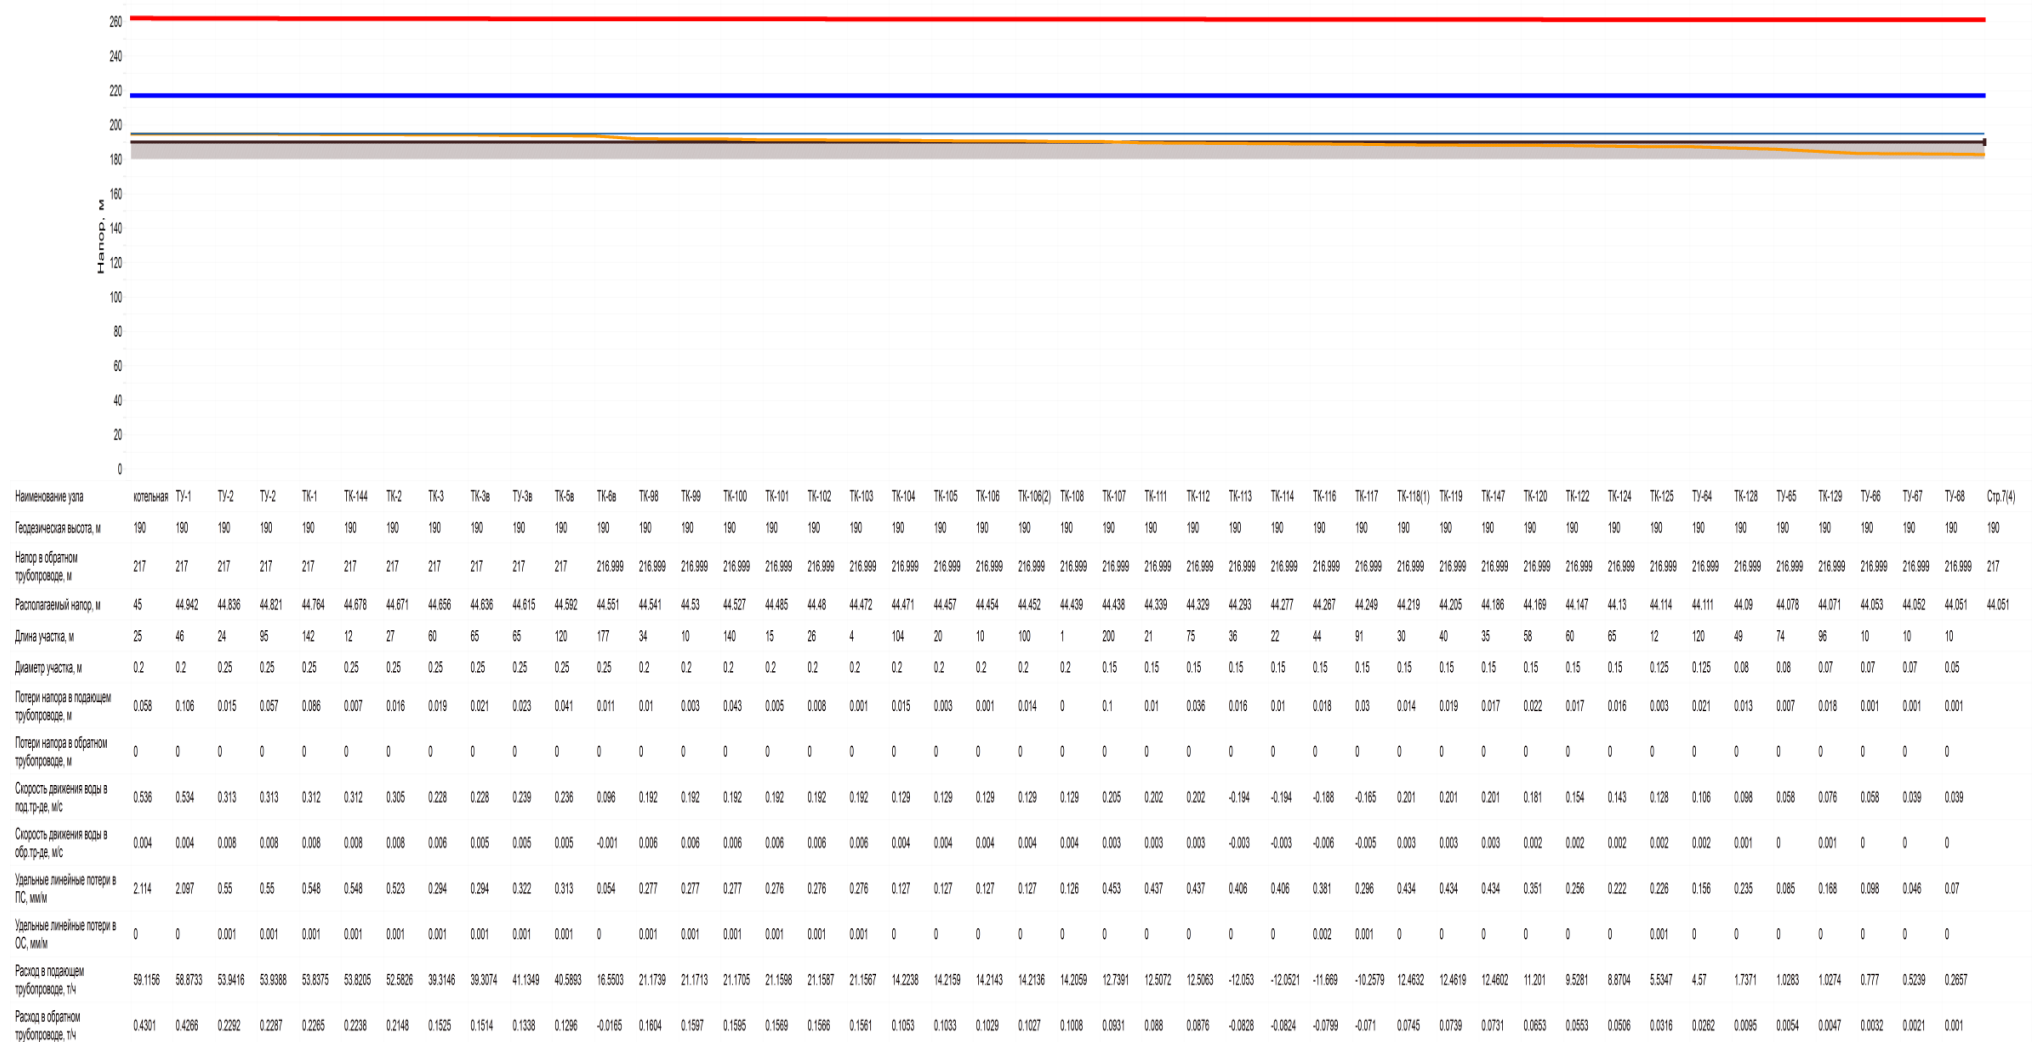 260
240
220
200
180
160
140
120
100
80
60
40
20
0
Напор, м
Наименование узла котельная ТУ-1 ТУ-2 ТУ-2 ТК-1 ТК-144 ТК-2 ТК-3 ТК-3в ТУ-3в ТК-5в ТК-6в ТК-98 ТК-99 ТК-100 ТК-101 ТК-102 ТК-103 ТК-104 ТК-105 ТК-106 ТК-106(2) ТК-108 ТК-107 ТК-111 ТК-112 ТК-113 ТК-114 ТК-116 ТК-117 ТК-118(1) ТК-119 ТК-147 ТК-120 ТК-122 ТК-124 ТК-125 ТУ-64 ТК-128 ТУ-65 ТК-129 ТУ-66 ТУ-67 ТУ-68 Стр.7(4)
Геодезическая высота, м 190 190 190 190 190 190 190 190 190 190 190 190 190 190 190 190 190 190 190 190 190 190 190 190 190 190 190 190 190 190 190 190 190 190 190 190 190 190 190 190 190 190 190 190 190
Напор в обратном
трубопроводе, м 217 217 217 217 217 217 217 217 217 217 217 216.999 216.999 216.999 216.999 216.999 216.999 216.999 216.999 216.999 216.999 216.999 216.999 216.999 216.999 216.999 216.999 216.999 216.999 216.999 216.999 216.999 216.999 216.999 216.999 216.999 216.999 216.999 216.999 216.999 216.999 216.999 216.999 216.999 217
Располагаемый напор, м 45 44.942 44.836 44.821 44.764 44.678 44.671 44.656 44.636 44.615 44.592 44.551 44.541 44.53 44.527 44.485 44.48 44.472 44.471 44.457 44.454 44.452 44.439 44.438 44.339 44.329 44.293 44.277 44.267 44.249 44.219 44.205 44.186 44.169 44.147 44.13 44.114 44.111 44.09 44.078 44.071 44.053 44.052 44.051 44.051
Длина участка, м 25 46 24 95 142 12 27 60 65 65 120 177 34 10 140 15 26 4 104 20 10 100 1 200 21 75 36 22 44 91 30 40 35 58 60 65 12 120 49 74 96 10 10 10
Диаметр участка, м 0.2 0.2 0.25 0.25 0.25 0.25 0.25 0.25 0.25 0.25 0.25 0.25 0.2 0.2 0.2 0.2 0.2 0.2 0.2 0.2 0.2 0.2 0.2 0.15 0.15 0.15 0.15 0.15 0.15 0.15 0.15 0.15 0.15 0.15 0.15 0.15 0.125 0.125 0.08 0.08 0.07 0.07 0.07 0.05
Потери напора в подающем
трубопроводе, м 0.058 0.106 0.015 0.057 0.086 0.007 0.016 0.019 0.021 0.023 0.041 0.011 0.01 0.003 0.043 0.005 0.008 0.001 0.015 0.003 0.001 0.014 0 0.1 0.01 0.036 0.016 0.01 0.018 0.03 0.014 0.019 0.017 0.022 0.017 0.016 0.003 0.021 0.013 0.007 0.018 0.001 0.001 0.001
Потери напора в обратном
трубопроводе, м 0 0 0 0 0 0 0 0 0 0 0 0 0 0 0 0 0 0 0 0 0 0 0 0 0 0 0 0 0 0 0 0 0 0 0 0 0 0 0 0 0 0 0 0
Скорость движения воды в
под.тр-де, м/с 0.536 0.534 0.313 0.313 0.312 0.312 0.305 0.228 0.228 0.239 0.236 0.096 0.192 0.192 0.192 0.192 0.192 0.192 0.129 0.129 0.129 0.129 0.129 0.205 0.202 0.202 -0.194 -0.194 -0.188 -0.165 0.201 0.201 0.201 0.181 0.154 0.143 0.128 0.106 0.098 0.058 0.076 0.058 0.039 0.039
Скорость движения воды в
обр.тр-де, м/с 0.004 0.004 0.008 0.008 0.008 0.008 0.008 0.006 0.005 0.005 0.005 -0.001 0.006 0.006 0.006 0.006 0.006 0.006 0.004 0.004 0.004 0.004 0.004 0.003 0.003 0.003 -0.003 -0.003 -0.006 -0.005 0.003 0.003 0.003 0.002 0.002 0.002 0.002 0.002 0.001 0 0.001 0 0 0
Удельные линейные потери в
ПС, мм/м 2.114 2.097 0.55 0.55 0.548 0.548 0.523 0.294 0.294 0.322 0.313 0.054 0.277 0.277 0.277 0.276 0.276 0.276 0.127 0.127 0.127 0.127 0.126 0.453 0.437 0.437 0.406 0.406 0.381 0.296 0.434 0.434 0.434 0.351 0.256 0.222 0.226 0.156 0.235 0.085 0.168 0.098 0.046 0.07
Удельные линейные потери в
ОС, мм/м 0 0 0.001 0.001 0.001 0.001 0.001 0.001 0.001 0.001 0.001 0 0.001 0.001 0.001 0.001 0.001 0.001 0 0 0 0 0 0 0 0 0 0 0.002 0.001 0 0 0 0 0 0 0.001 0 0 0 0 0 0 0
Расход в подающем
трубопроводе, т/ч 59.1156 58.8733 53.9416 53.9388 53.8375 53.8205 52.5826 39.3146 39.3074 41.1349 40.5893 16.5503 21.1739 21.1713 21.1705 21.1598 21.1587 21.1567 14.2238 14.2159 14.2143 14.2136 14.2059 12.7391 12.5072 12.5063 -12.053 -12.0521 -11.669 -10.2579 12.4632 12.4619 12.4602 11.201 9.5281 8.8704 5.5347 4.57 1.7371 1.0283 1.0274 0.777 0.5239 0.2657
Расход в обратном
трубопроводе, т/ч 0.4301 0.4266 0.2292 0.2287 0.2265 0.2238 0.2148 0.1525 0.1514 0.1338 0.1296 -0.0165 0.1604 0.1597 0.1595 0.1569 0.1566 0.1561 0.1053 0.1033 0.1029 0.1027 0.1008 0.0931 0.088 0.0876 -0.0828 -0.0824 -0.0799 -0.071 0.0745 0.0739 0.0731 0.0653 0.0553 0.0506 0.0316 0.0262 0.0095 0.0054 0.0047 0.0032 0.0021 0.001